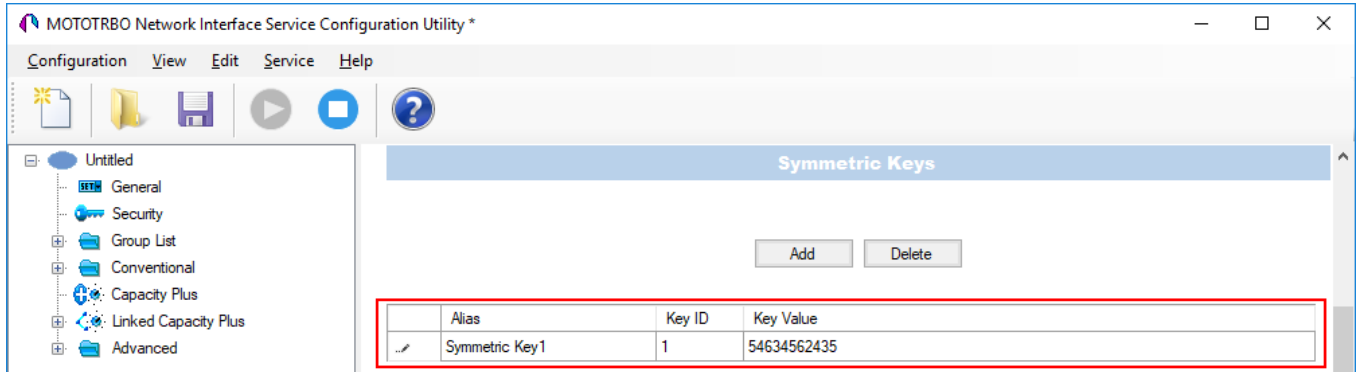 MOTOTRBO Network Interface Service Configuration Utility *
Configuration View Edit Service Help
Untitled
SET General
Security
Group List
Conventional
Capacity Plus
Linked Capacity Plus
Advanced
Symmetric Keys
Add Delete
Alias Key ID Key Value
Symmetric Key1 1 54634562435